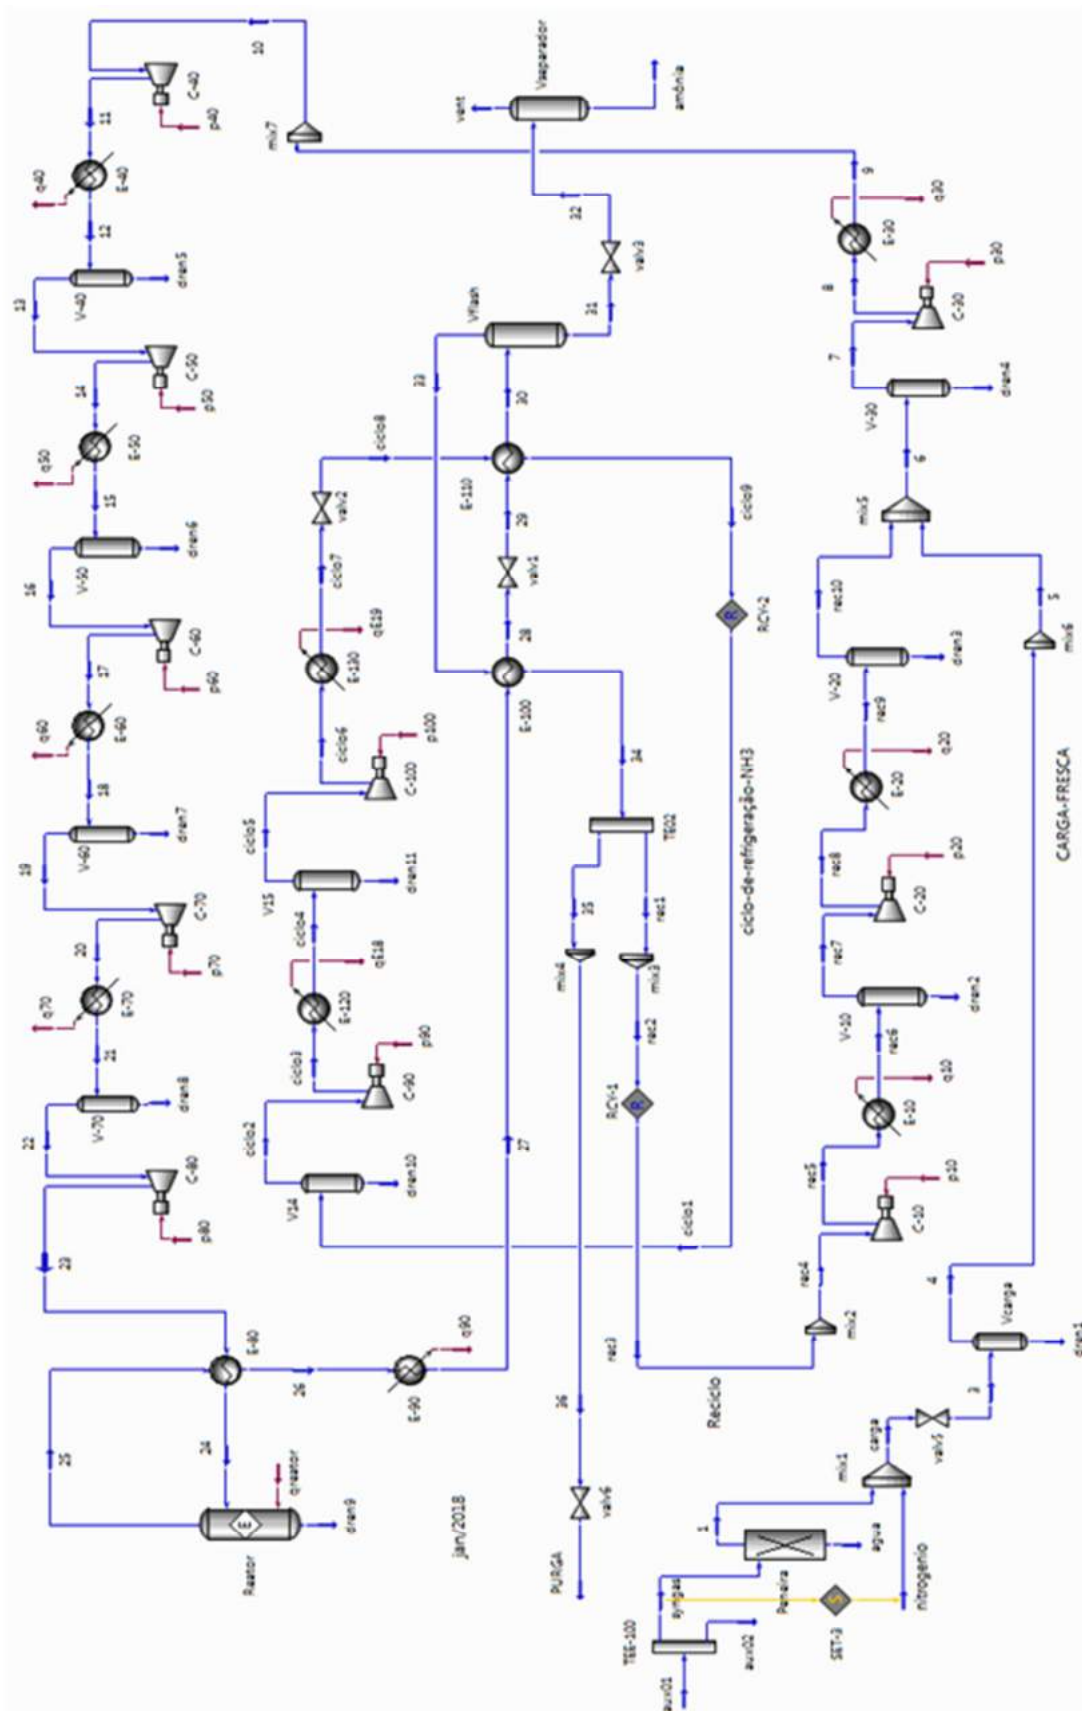 10
C-40
p40
11
E-40
q40
12
V-40
dren5
13
C-50
p50
14
E-50
q50
15
V-50
dren6
16
C-60
p60
17
E-60
q60
18
V-60
dren7
19
C-70
p70
20
E-70
q70
21
V-70
dren8
22
C-80
p80
23
E-80
24
25
26
E-90
q90
27
Reator
qreator
dren9
jan/2018
mix7
vent
Vseparador
amônia
32
valv3
31
Vflash
33
30
E-110
29
valv1
28
E-100
34
TE02
35
rec1
mix4
mix3
rec2
RCY-1
rec3
Reciclo
36
valv6
PURGA
ciclo8
valv2
ciclo7
qE19
E-130
ciclo6
p100
C-100
ciclo5
V15
dren11
ciclo4
qE18
E-120
ciclo3
p90
C-90
ciclo2
V14
dren10
ciclo1
ciclo9
RCY-2
ciclo-de-refrigeração-NH3
9
q30
E-30
8
p30
C-30
7
V-30
dren4
6
mix5
rec10
5
mix6
V-20
dren3
rec9
q20
E-20
rec8
p20
C-20
rec7
V-10
dren2
rec6
q10
E-10
rec5
p10
C-10
rec4
mix2
CARGA-FRESCA
4
Vcarga
dren1
3
valv5
carga
mix1
1
agua
nitrogenio
Peneira
syngas
SET-3
TEE-100
aux02
aux01